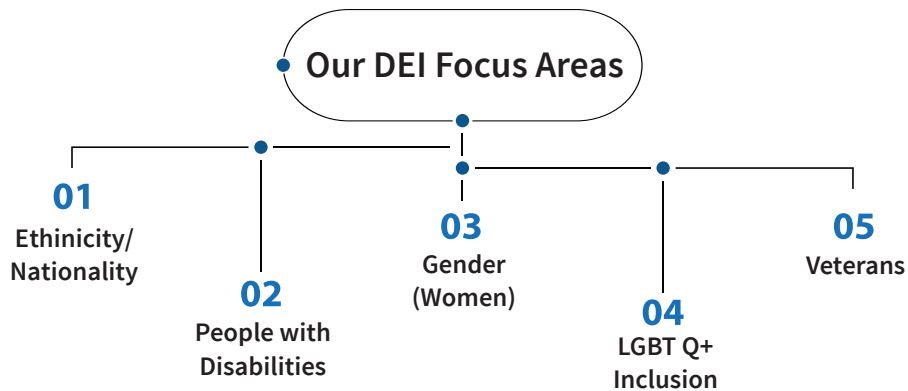 Our DEI Focus Areas
01
Ethinicity/
Nationality
02
People with
Disabilities
03
Gender
(Women)
04
LGBT Q+
Inclusion
05
Veterans